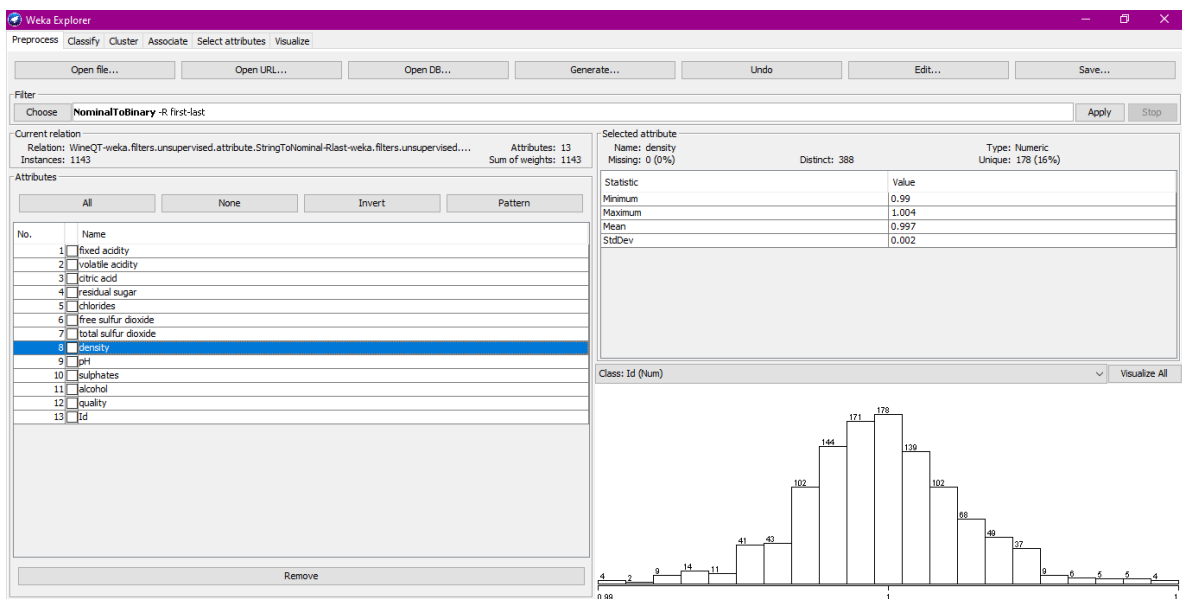 Weka Explorer
Preprocess Classify Cluster Associate Select attributes Visualize
Open file... Open URL... Open DB... Generate... Undo Edit... Save...
Filter
Choose NominalToBinary -R first-last Apply Stop
Current relation
Relation: WineQT-weka.filters.unsupervised.attribute.StringToNominal-Rlast-weka.filters.unsupervised.... Attributes: 13
Instances: 1143 Sum of weights: 1143
Attributes
All None Invert Pattern
No. Name
1 fixed acidity
2 volatile acidity
3 citric acid
4 residual sugar
5 chlorides
6 free sulfur dioxide
7 total sulfur dioxide
8 density
9 pH
10 sulphates
11 alcohol
12 quality
13 Id
Remove
Selected attribute
Name: density Type: Numeric
Missing: 0 (0%) Distinct: 388 Unique: 178 (16%)
Statistic Value
Minimum 0.99
Maximum 1.004
Mean 0.997
StdDev 0.002
Class: Id (Num) Visualize All
4 2 9 14 11 41 43 102 144 171 178 139 102 68 49 37 9 6 5 5 4
0.99 1 1